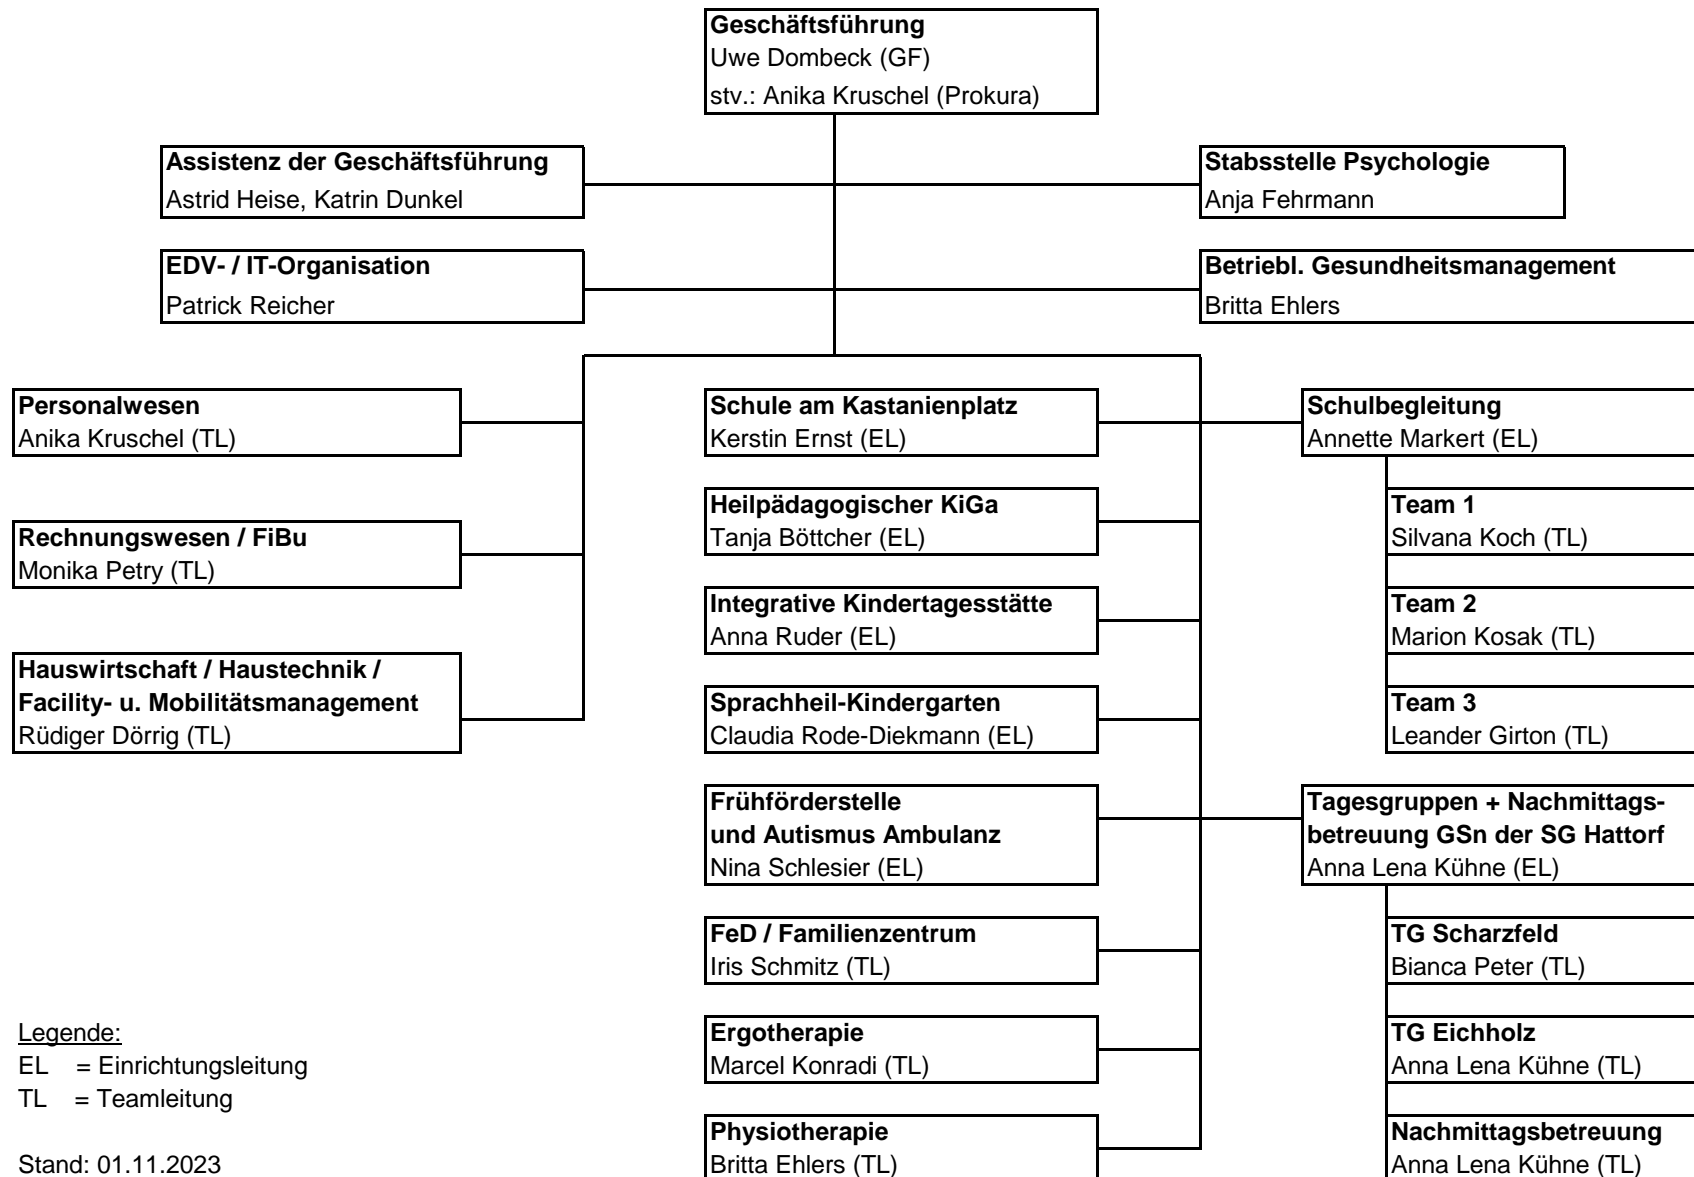 Geschäftsführung
Uwe Dombeck (GF)
stv.: Anika Kruschel (Prokura)
Assistenz der Geschäftsführung
Astrid Heise, Katrin Dunkel
Stabsstelle Psychologie
Anja Fehrmann
EDV- / IT-Organisation
Patrick Reicher
Betriebl. Gesundheitsmanagement
Britta Ehlers
Personalwesen
Anika Kruschel (TL)
Rechnungswesen / FiBu
Monika Petry (TL)
Hauswirtschaft / Haustechnik /
Facility- u. Mobilitätsmanagement
Rüdiger Dörrig (TL)
Schule am Kastanienplatz
Kerstin Ernst (EL)
Heilpädagogischer KiGa
Tanja Böttcher (EL)
Integrative Kindertagesstätte
Anna Ruder (EL)
Sprachheil-Kindergarten
Claudia Rode-Diekmann (EL)
Frühförderstelle
und Autismus Ambulanz
Nina Schlesier (EL)
FeD / Familienzentrum
Iris Schmitz (TL)
Ergotherapie
Marcel Konradi (TL)
Physiotherapie
Britta Ehlers (TL)
Schulbegleitung
Annette Markert (EL)
Team 1
Silvana Koch (TL)
Team 2
Marion Kosak (TL)
Team 3
Leander Girton (TL)
Tagesgruppen + Nachmittags-
betreuung GSn der SG Hattorf
Anna Lena Kühne (EL)
TG Scharzfeld
Bianca Peter (TL)
TG Eichholz
Anna Lena Kühne (TL)
Nachmittagsbetreuung
Anna Lena Kühne (TL)
Legende:
EL = Einrichtungsleitung
TL = Teamleitung
Stand: 01.11.2023